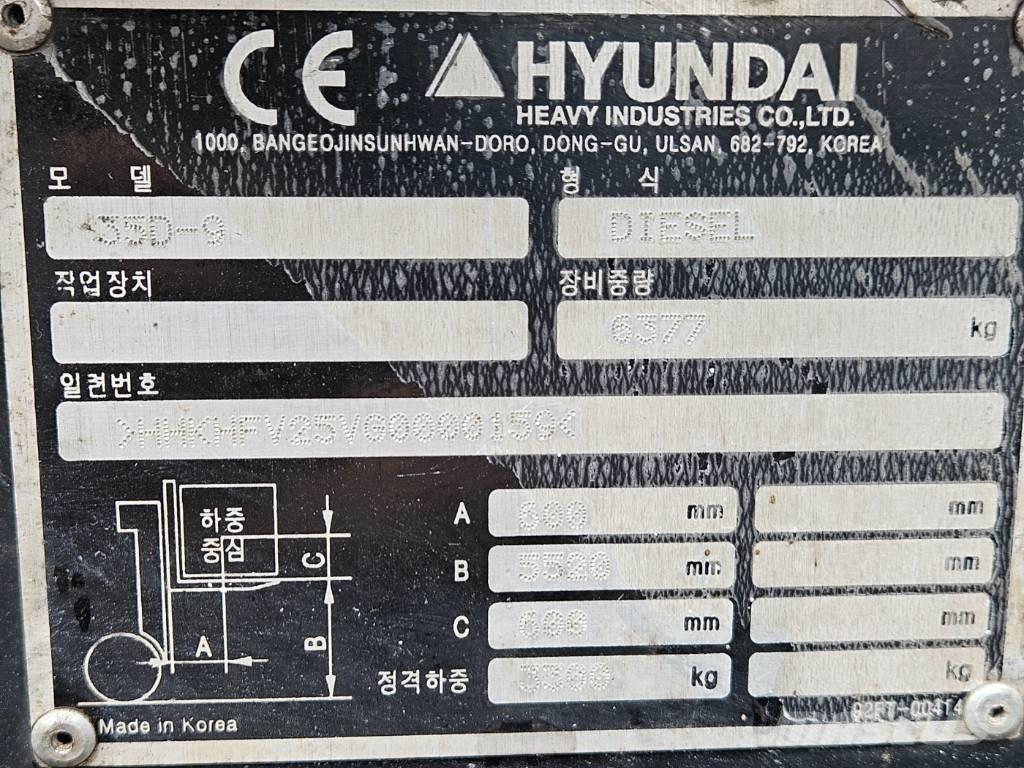 CE HYUNDAI
HEAVY INDUSTRIES CO.,LTD.
1000, BANGEOJINSUNHWAN-DORO, DONG-GU, ULSAN, 682-792, KOREA
모 델 형 식
35D-9 DIESEL
작업장치 장비중량
6377 kg
일련번호
>HHKHFV25VG0000159<
하중
중심
C
A
B
A 600 mm mm
B 5520 mm mm
C 600 mm mm
정격하중 3500 kg kg
Made in Korea